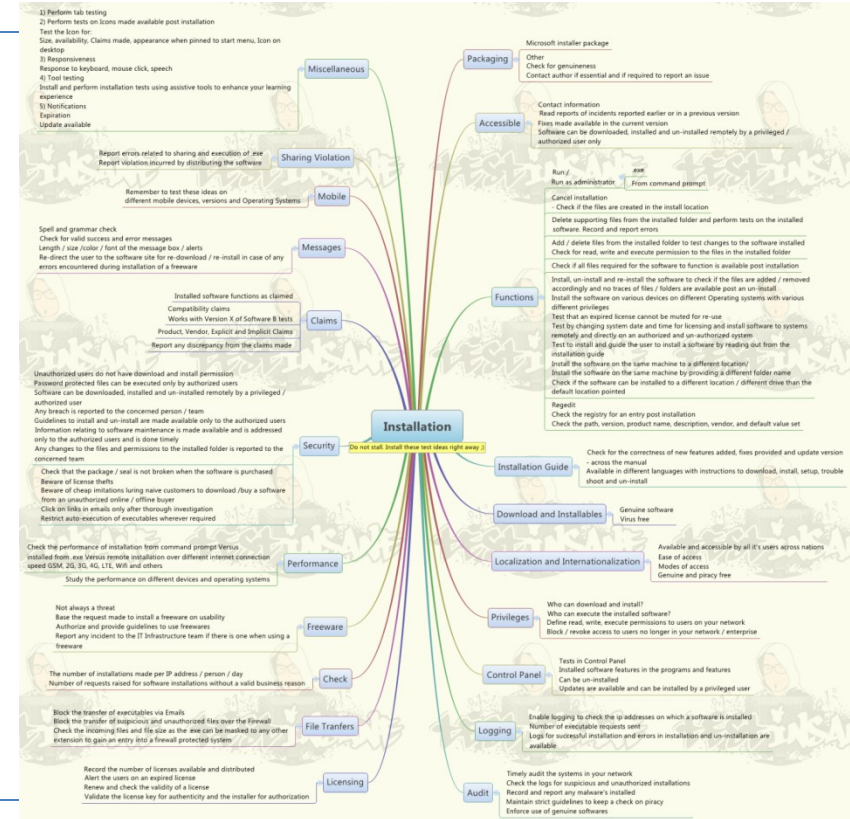 1) Perform tab testing
2) Perform tests on Icons made available post installation
Test the Icon for:
Size, availability, Claims made, appearance when pinned to start menu, Icon on
desktop
3) Responsiveness
Response to keyboard, mouse click, speech
4) Tool testing
Install and perform installation tests using assistive tools to enhance your learning
experience
5) Notifications
Expiration
Update available
Miscellaneous
Report errors related to sharing and execution of .exe
Report violation incurred by distributing the software
Sharing Violation
Remember to test these ideas on
different mobile devices, versions and Operating Systems
Mobile
Spell and grammar check
Check for valid success and error messages
Length / size /color / font of the message box / alerts
Re-direct the user to the software site for re-download / re-install in case of any
errors encountered during installation of a freeware
Messages
Installed software functions as claimed
Compatibility claims
Works with Version X of Software B tests
Product, Vendor, Explicit and Implicit Claims
Report any discrepancy from the claims made
Claims
Unauthorized users do not have download and install permission
Password protected files can be executed only by authorized users
Software can be downloaded, installed and un-installed remotely by a privileged /
authorized user
Any breach is reported to the concerned person / team
Guidelines to install and un-install are made available only to the authorized users
Information relating to software maintenance is made available and is addressed
only to the authorized users and is done timely
Any changes to the files and permissions to the installed folder is reported to the
concerned team
Check that the package / seal is not broken when the software is purchased
Beware of license thefts
Beware of cheap imitations luring naive customers to download /buy a software
from an unauthorized online / offline buyer
Click on links in emails only after thorough investigation
Restrict auto-execution of executables wherever required
Security
Check the performance of installation from command prompt Versus
installed from .exe Versus remote installation over different internet connection
speed GSM, 2G, 3G, 4G, LTE, Wifi and others
Study the performance on different devices and operating systems
Performance
Not always a threat
Base the request made to install a freeware on usability
Authorize and provide guidelines to use freewares
Report any incident to the IT Infrastructure team if there is one when using a
freeware
Freeware
The number of installations made per IP address / person / day
Number of requests raised for software installations without a valid business reason
Check
Block the transfer of executables via Emails
Block the transfer of suspicious and unauthorized files over the Firewall
Check the incoming files and file size as the .exe can be masked to any other
extension to gain an entry into a firewall protected system
File Tranfers
Record the number of licenses available and distributed
Alert the users on an expired license
Renew and check the validity of a license
Validate the license key for authenticity and the installer for authorization
Licensing
Installation
Do not stall. Install these test ideas right away ;)
Packaging
Microsoft installer package
Other
Check for genuineness
Contact author if essential and if required to report an issue
Accessible
Contact information
Read reports of incidents reported earlier or in a previous version
Fixes made available in the current version
Software can be downloaded, installed and un-installed remotely by a privileged /
authorized user only
Functions
Run /
Run as administrator
.exe
From command prompt
Cancel installation
- Check if the files are created in the install location
Delete supporting files from the installed folder and perform tests on the installed
software. Record and report errors
Add / delete files from the installed folder to test changes to the software installed
Check for read, write and execute permission to the files in the installed folder
Check if all files required for the software to function is available post installation
Install, un-install and re-install the software to check if the files are added / removed
accordingly and no traces of files / folders are available post an un-install
Install the software on various devices on different Operating systems with various
different privileges
Test that an expired license cannot be muted for re-use
Test by changing system date and time for licensing and install software to systems
remotely and directly on an authorized and un-authorized system
Test to install and guide the user to install a software by reading out from the
installation guide
Install the software on the same machine to a different location/
Install the software on the same machine by providing a different folder name
Check if the software can be installed to a different location / different drive than the
default location pointed
Regedit
Check the registry for an entry post installation
Check the path, version, product name, description, vendor, and default value set
Installation Guide
Check for the correctness of new features added, fixes provided and update version
- across the manual
Available in different languages with instructions to download, install, setup, trouble
shoot and un-install
Download and Installables
Genuine software
Virus free
Localization and Internationalization
Available and accessible by all it's users across nations
Ease of access
Modes of access
Genuine and piracy free
Privileges
Who can download and install?
Who can execute the installed software?
Define read, write, execute permissions to users on your network
Block / revoke access to users no longer in your network / enterprise
Control Panel
Tests in Control Panel
Installed software features in the programs and features
Can be un-installed
Updates are available and can be installed by a privileged user
Logging
Enable logging to check the ip addresses on which a software is installed
Number of executable requests sent
Logs for successful installation and errors in installation and un-installation are
available
Audit
Timely audit the systems in your network
Check the logs for suspicious and unauthorized installations
Record and report any malware's installed
Maintain strict guidelines to keep a check on piracy
Enforce use of genuine softwares